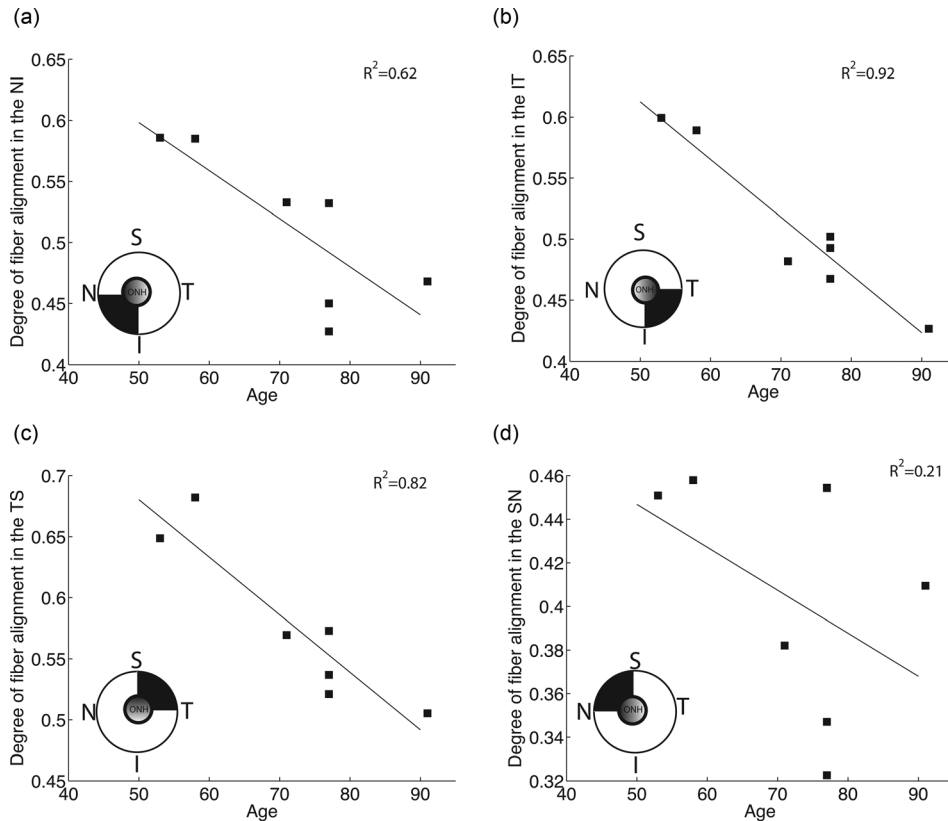 (a)
R²=0.62
Degree of fiber alignment in the NI
0.65
0.6
0.55
0.5
0.45
0.4
S
N
ONH
T
I
40 50 60 70 80 90
Age
(b)
R²=0.92
Degree of fiber alignment in the IT
0.65
0.6
0.55
0.5
0.45
0.4
S
N
ONH
T
I
40 50 60 70 80 90
Age
(c)
R²=0.82
Degree of fiber alignment in the TS
0.7
0.65
0.6
0.55
0.5
0.45
S
N
ONH
T
I
40 50 60 70 80 90
Age
(d)
R²=0.21
Degree of fiber alignment in the SN
0.46
0.44
0.42
0.4
0.38
0.36
0.34
0.32
S
N
ONH
T
I
40 50 60 70 80 90
Age